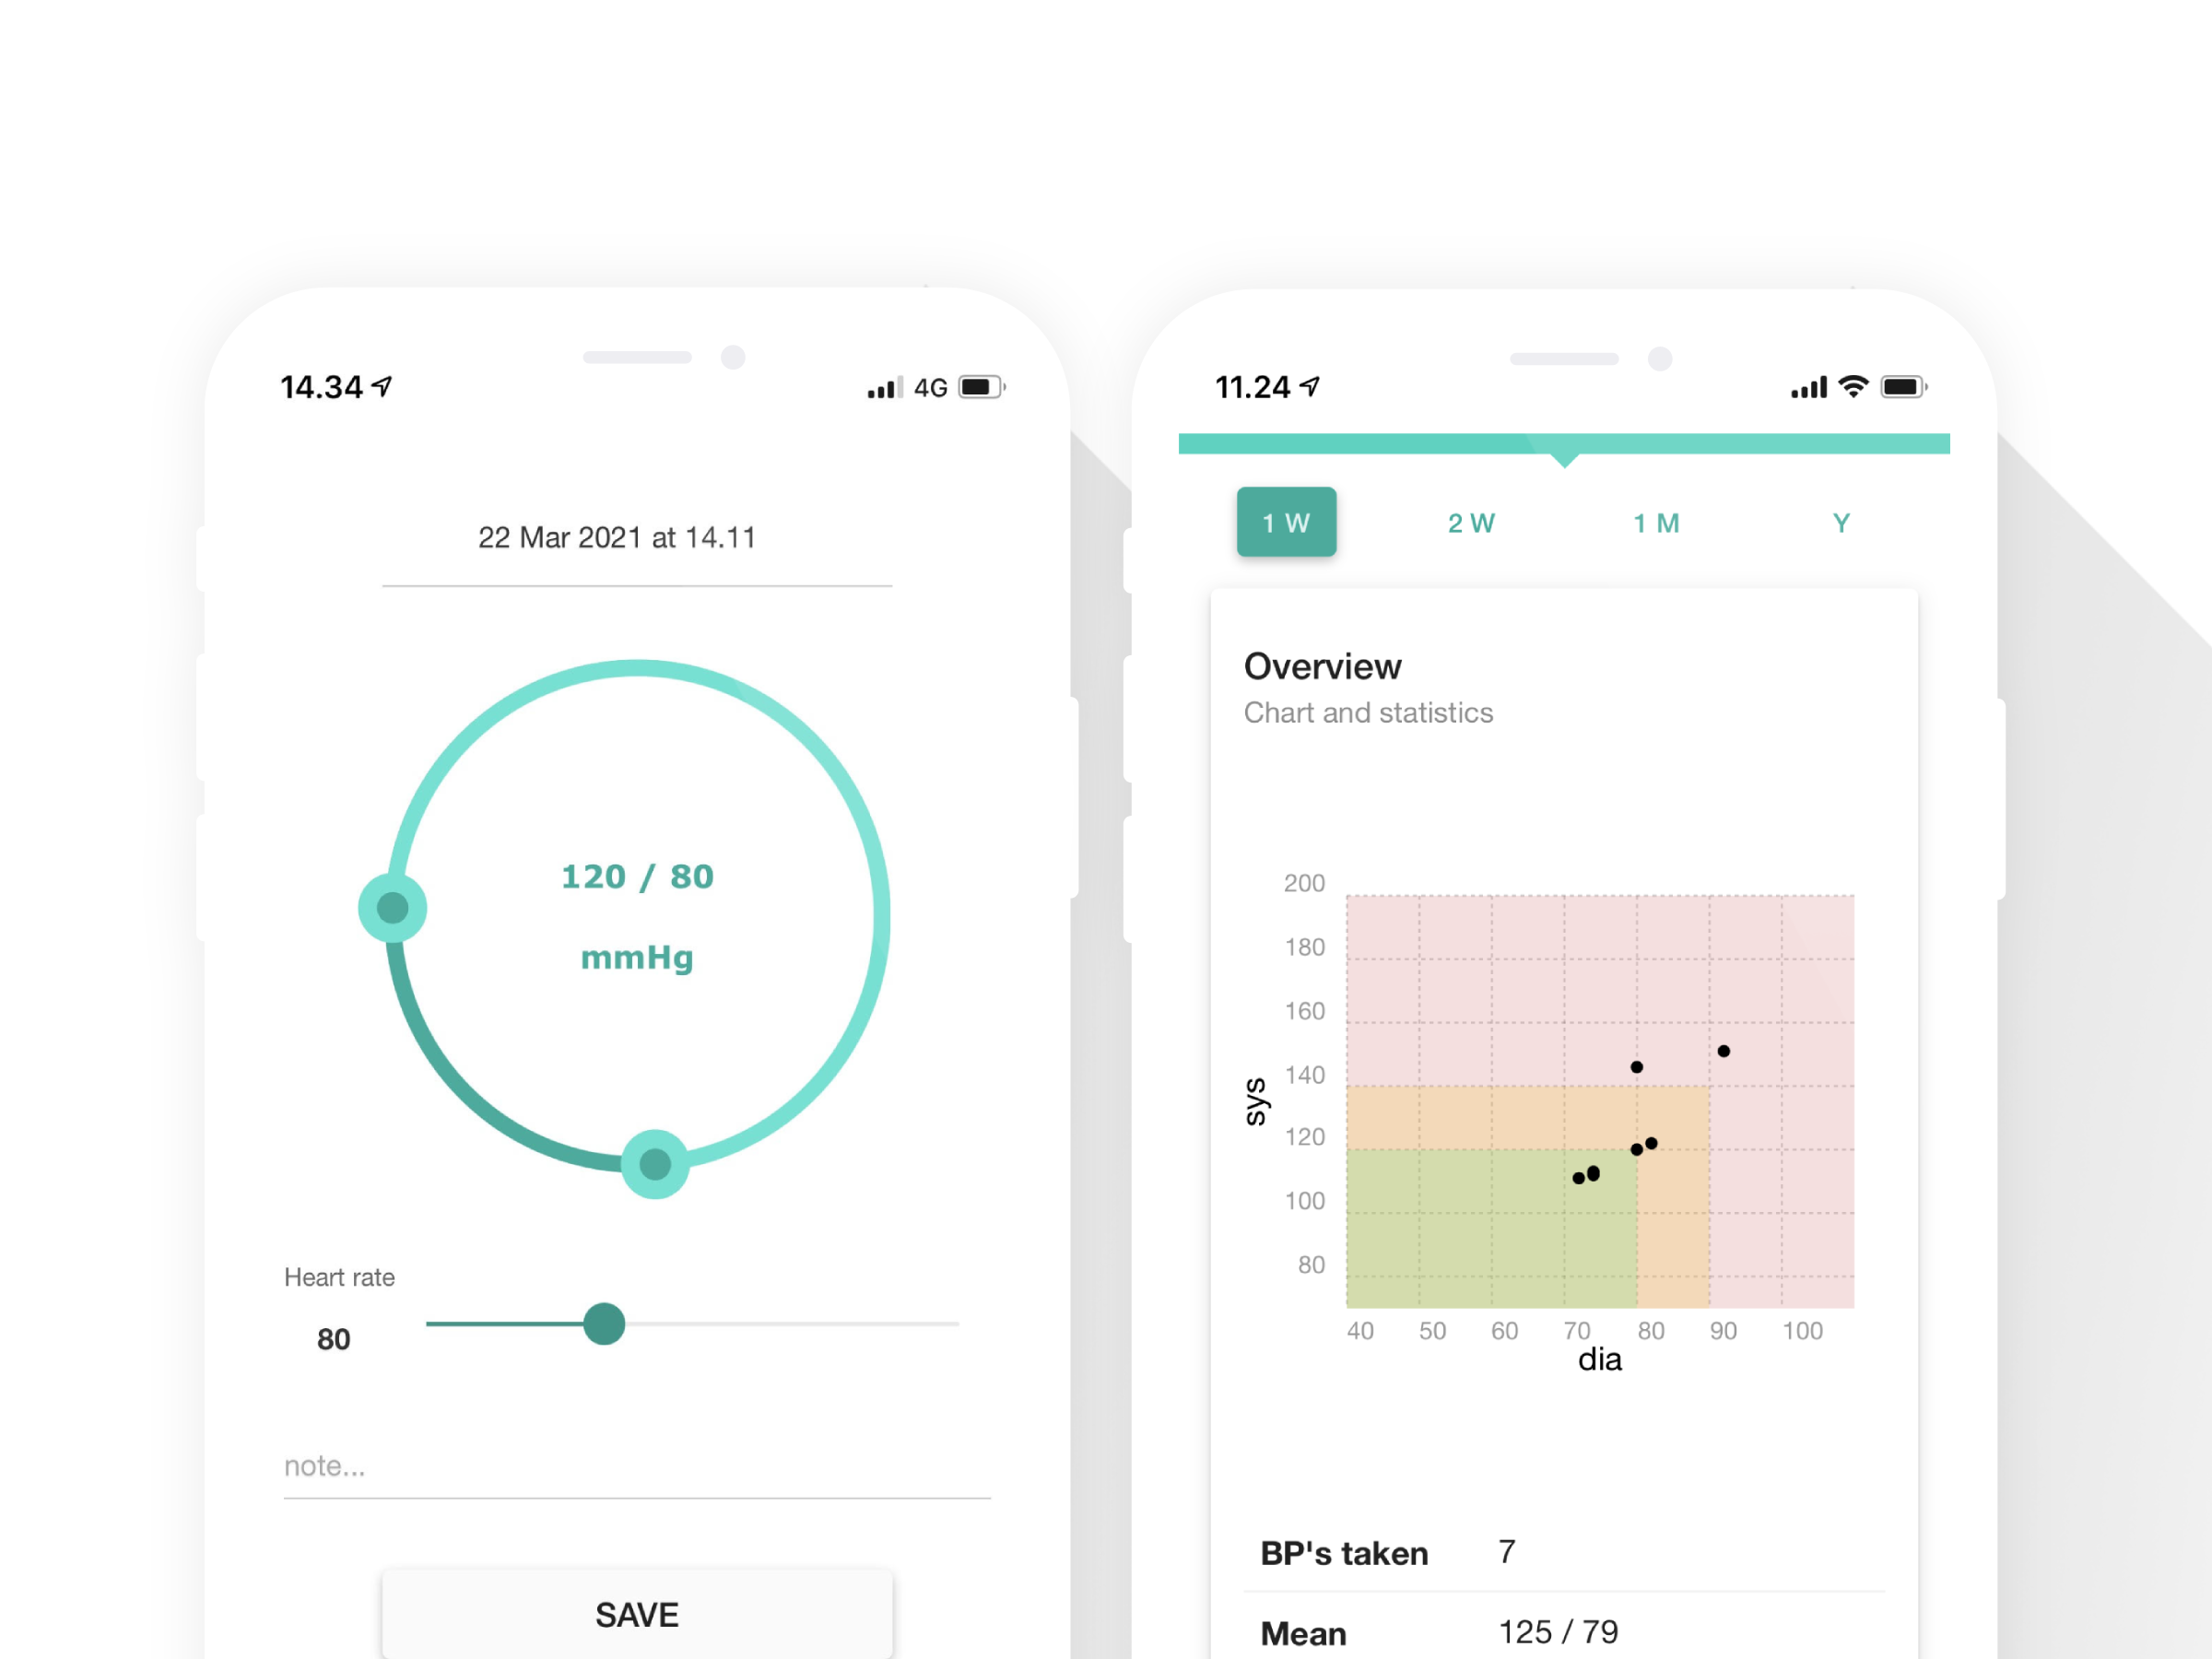 14.34
4G
22 Mar 2021 at 14.11
120 / 80
mmHg
Heart rate
80
note...
SAVE
11.24
1 W
2 W
1 M
Y
Overview
Chart and statistics
200
180
160
140
120
100
80
sys
40 50 60 70 80 90 100
dia
BP's taken 7
Mean 125 / 79